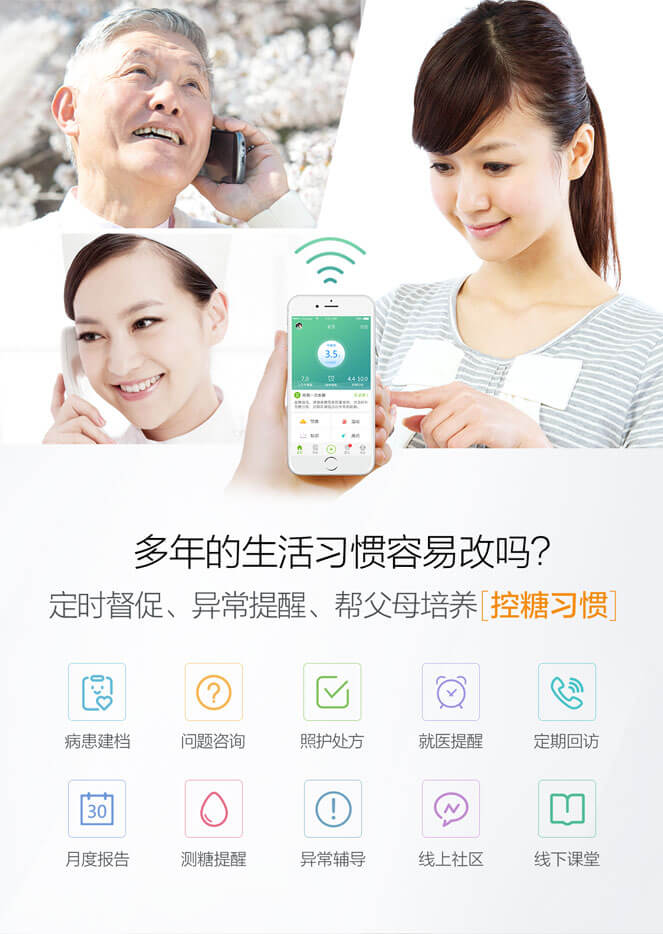 3.5
7.0 4.4 10.0
多年的生活习惯容易改吗?
定时督促、异常提醒、帮父母培养[控糖习惯]
病患建档 问题咨询 照护处方 就医提醒 定期回访
30
月度报告 测糖提醒 异常辅导 线上社区 线下课堂